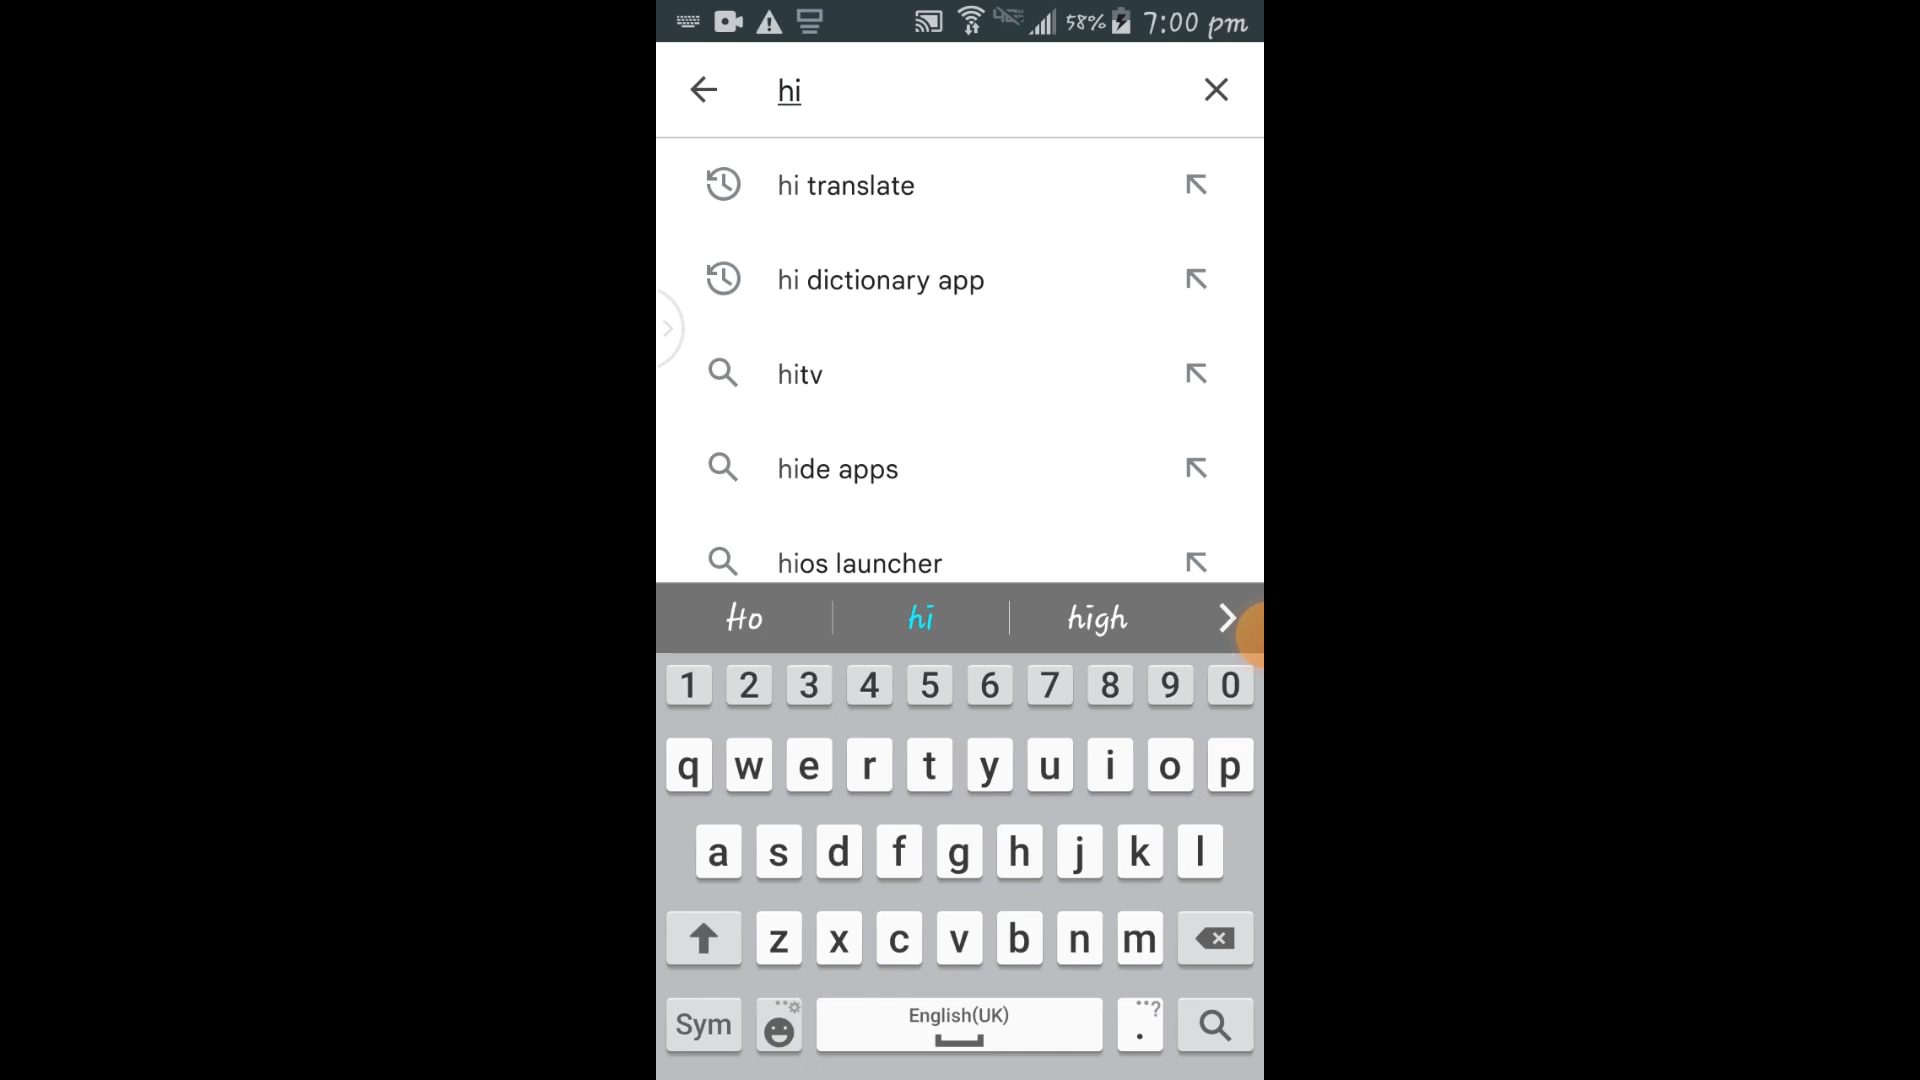 58% 7:00 pm
hi
hi translate
hi dictionary app
hitv
hide apps
hios launcher
Ho hi high
1 2 3 4 5 6 7 8 9 0
q w e r t y u i o p
a s d f g h j k l
z x c v b n m
Sym English(UK) . ?